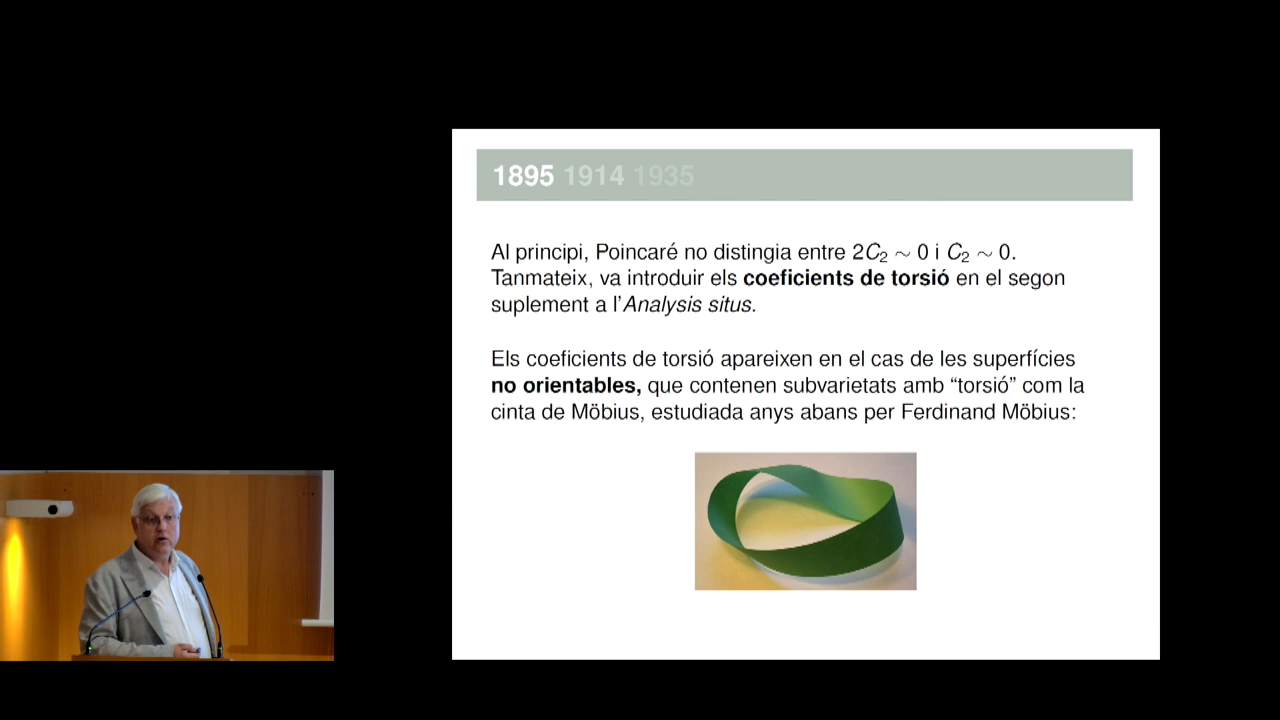 1895 1914 1935
Al principi, Poincaré no distingia entre 2C₂ ∼ 0 i C₂ ∼ 0.
Tanmateix, va introduir els coeficients de torsió en el segon
suplement a l’Analysis situs.
Els coeficients de torsió apareixen en el cas de les superfícies
no orientables, que contenen subvarietats amb “torsió” com la
cinta de Möbius, estudiada anys abans per Ferdinand Möbius: